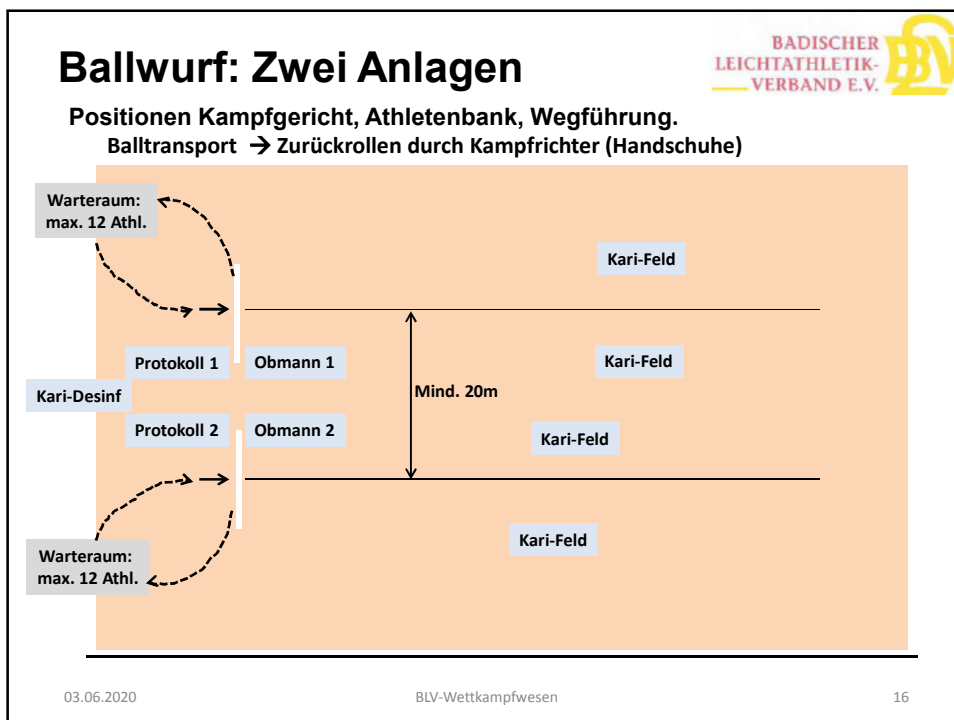 Ballwurf: Zwei Anlagen
BADISCHER
LEICHTATHLETIK-
VERBAND E.V.
BLV
Positionen Kampfgericht, Athletenbank, Wegführung.
Balltransport → Zurückrollen durch Kampfrichter (Handschuhe)
Warteraum:
max. 12 Athl.
Kari-Feld
Protokoll 1
Obmann 1
Kari-Feld
Kari-Desinf
Mind. 20m
Protokoll 2
Obmann 2
Kari-Feld
Kari-Feld
Warteraum:
max. 12 Athl.
03.06.2020
BLV-Wettkampfwesen
16